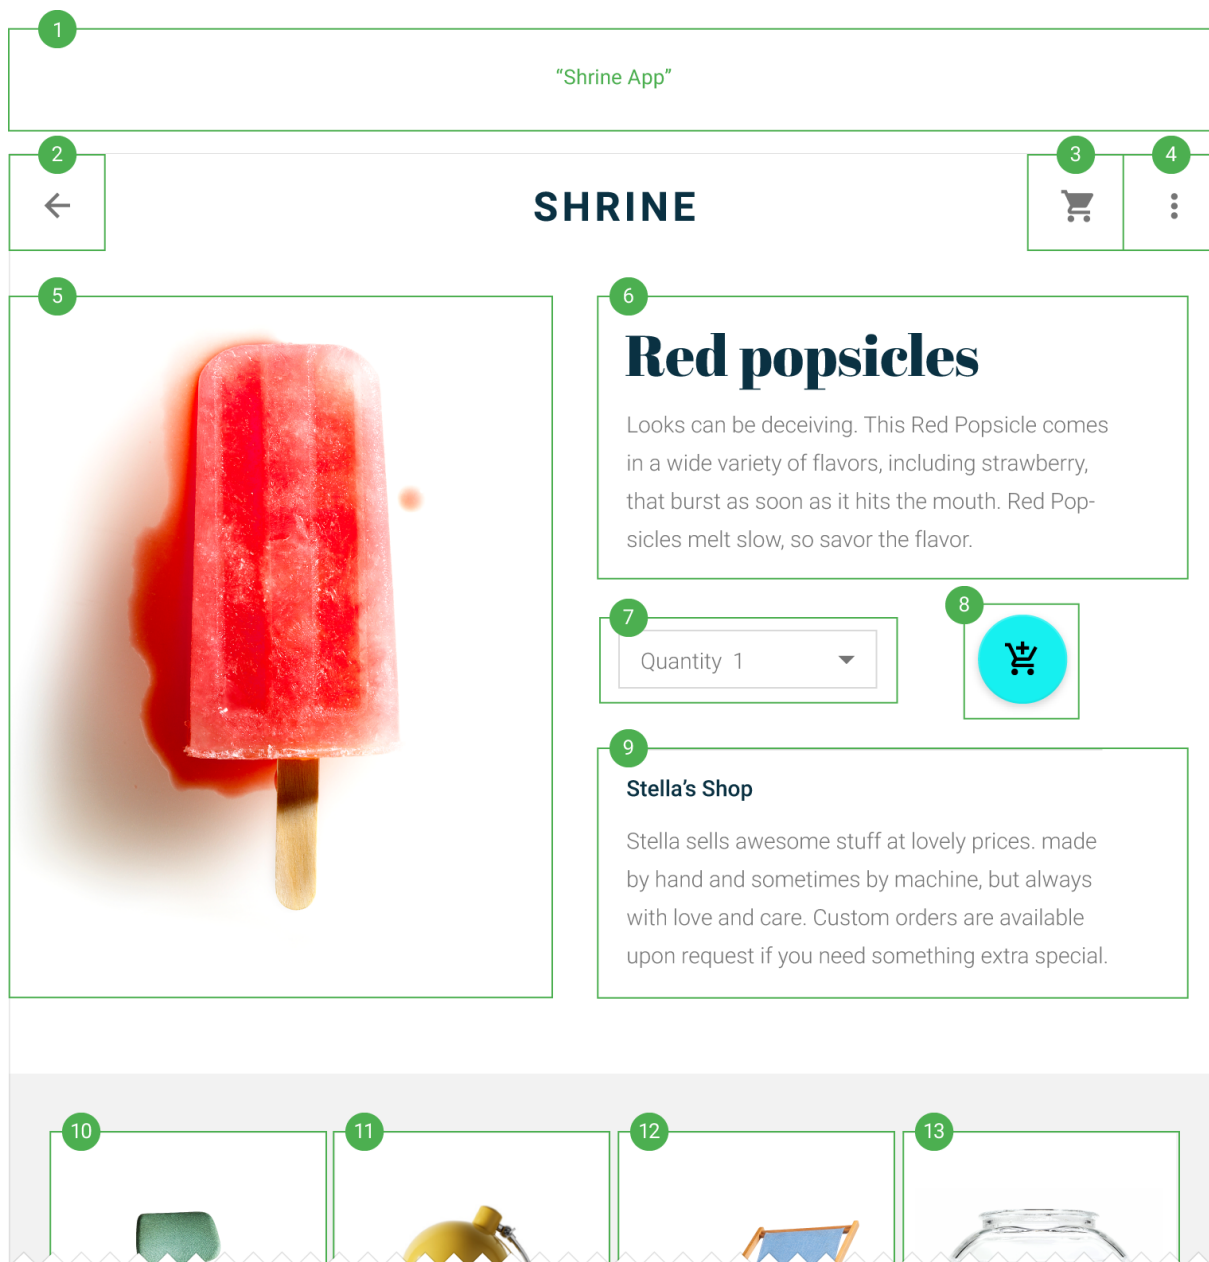 1
“Shrine App”
2
3
4
SHRINE
5
6
Red popsicles
Looks can be deceiving. This Red Popsicle comes
in a wide variety of flavors, including strawberry,
that burst as soon as it hits the mouth. Red Pop-
sicles melt slow, so savor the flavor.
7
8
Quantity 1
9
Stella’s Shop
Stella sells awesome stuff at lovely prices. made
by hand and sometimes by machine, but always
with love and care. Custom orders are available
upon request if you need something extra special.
10
11
12
13